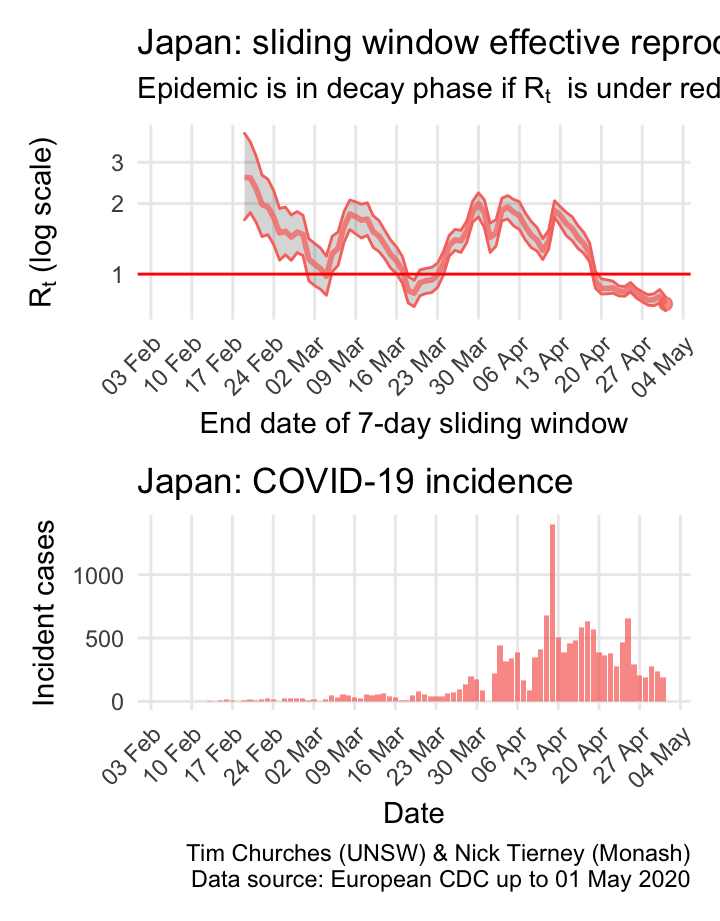 Japan: sliding window effective reproc
Epidemic is in decay phase if Rt is under red
Rt (log scale)
3
2
1
03 Feb
10 Feb
17 Feb
24 Feb
02 Mar
09 Mar
16 Mar
23 Mar
30 Mar
06 Apr
13 Apr
20 Apr
27 Apr
04 May
End date of 7-day sliding window
Japan: COVID-19 incidence
Incident cases
1000
500
0
03 Feb
10 Feb
17 Feb
24 Feb
02 Mar
09 Mar
16 Mar
23 Mar
30 Mar
06 Apr
13 Apr
20 Apr
27 Apr
04 May
Date
Tim Churches (UNSW) & Nick Tierney (Monash)
Data source: European CDC up to 01 May 2020